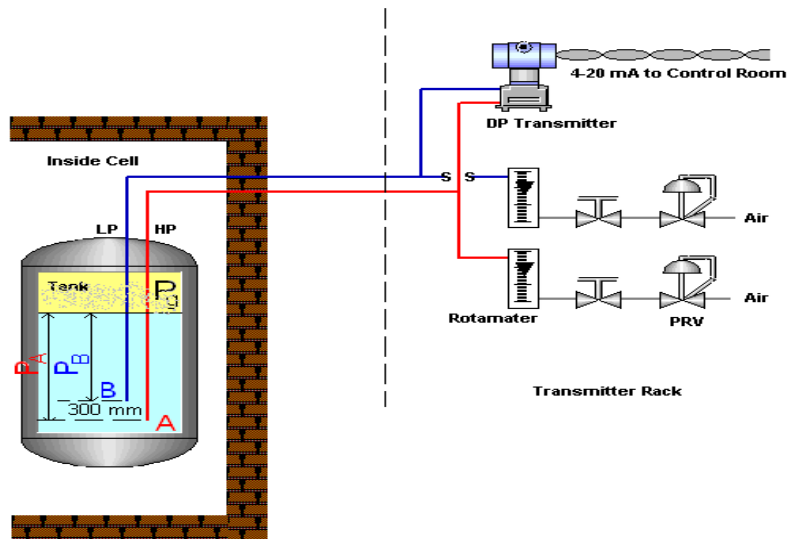 4-20 mA to Control Room
DP Transmitter
Inside Cell
S S
LP HP
Air
Tank
Pg
Air
Rotamater
PRV
PA
PB
B
300 mm
A
Transmitter Rack